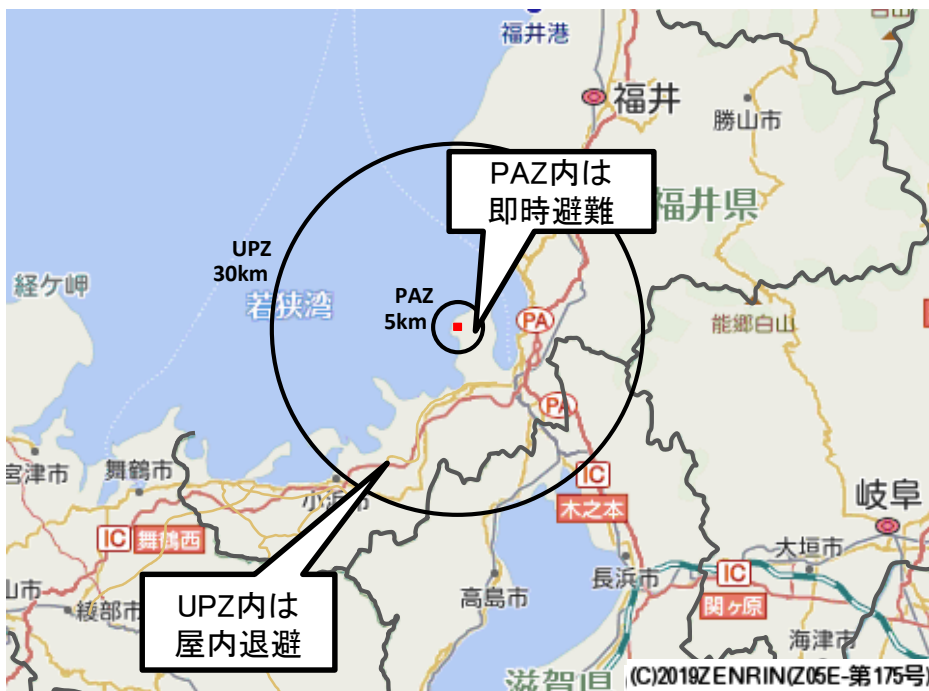 福井港
福井
勝山市
PAZ内は
即時避難
福井県
UPZ
30km
経ケ岬
若狭湾
PAZ
5km
PA
能郷白山
PA
宮津市
舞鶴市
小浜市
IC
木之本
岐阜
IC 舞鶴西
大垣市
長浜市
IC
関ヶ原
高島市
綾部市
UPZ内は
屋内退避
海津市
滋賀県
(C)2019ZENRIN(Z05E-第175号)